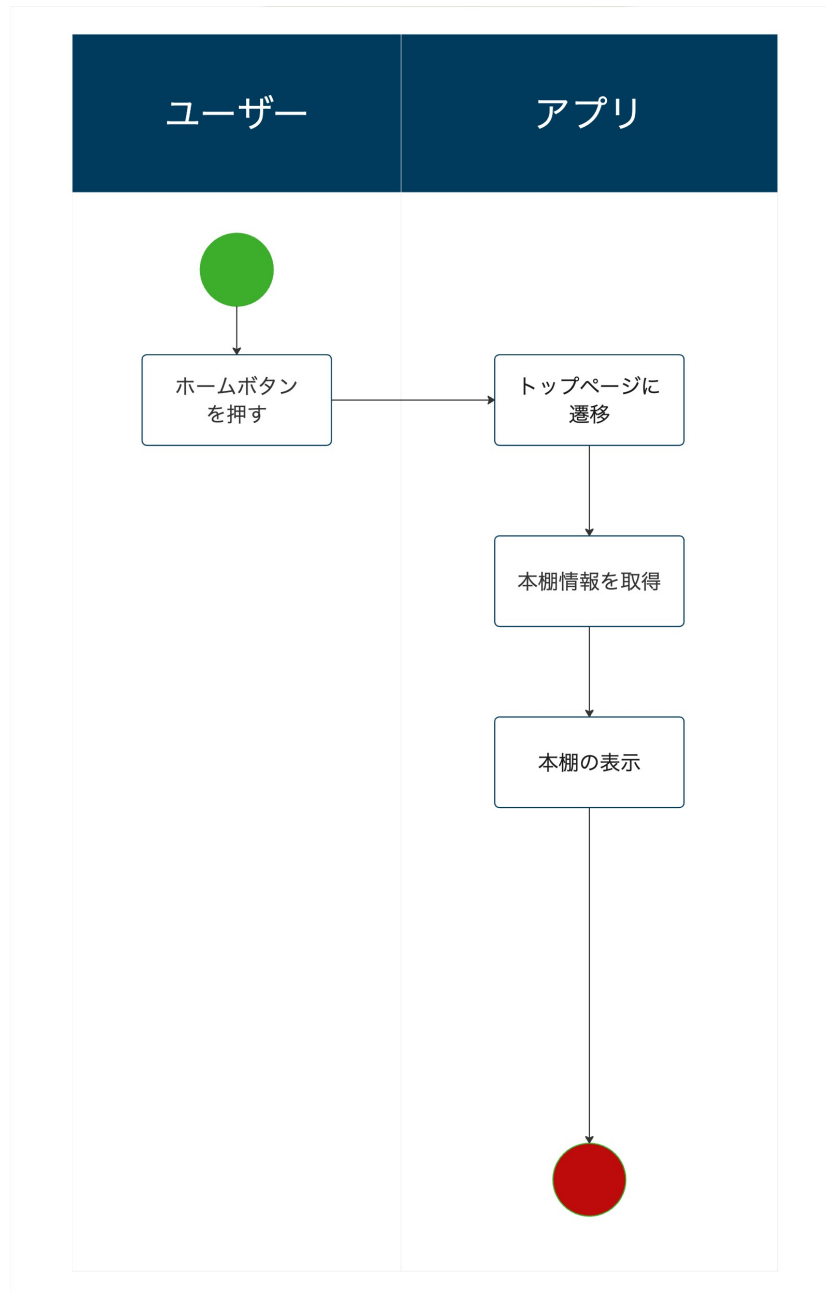 ユーザー
アプリ
ホームボタン
を押す
トップページに
遷移
本棚情報を取得
本棚の表示